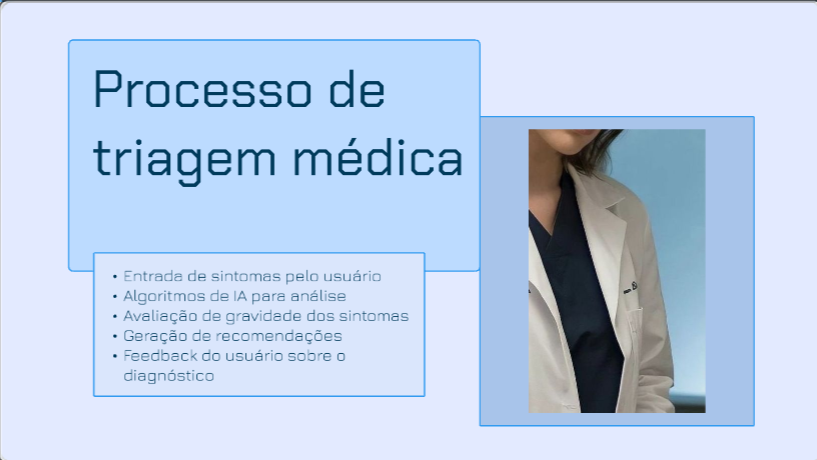 Processo de
triagem médica
• Entrada de sintomas pelo usuário
• Algoritmos de IA para análise
• Avaliação de gravidade dos sintomas
• Geração de recomendações
• Feedback do usuário sobre o
diagnóstico